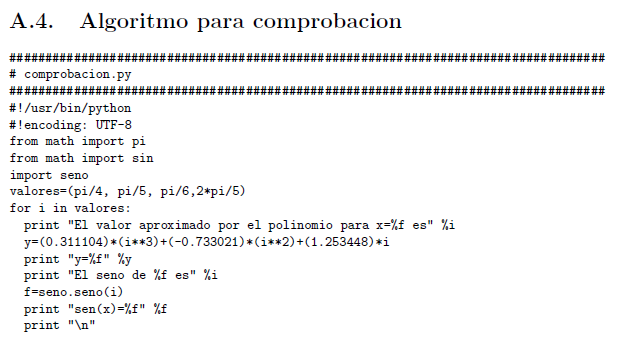 A.4. Algoritmo para comprobacion
###################################################################################
# comprobacion.py
###################################################################################
#!/usr/bin/python
#!encoding: UTF-8
from math import pi
from math import sin
import seno
valores=(pi/4, pi/5, pi/6,2*pi/5)
for i in valores:
  print "El valor aproximado por el polinomio para x=%f es" %i
  y=(0.311104)*(i**3)+(-0.733021)*(i**2)+(1.253448)*i
  print "y=%f" %y
  print "El seno de %f es" %i
  f=seno.seno(i)
  print "sen(x)=%f" %f
  print "\n"